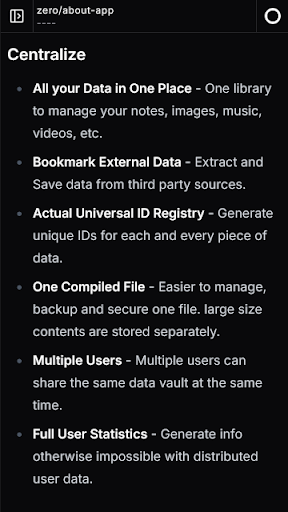 zero/about-app
----
Centralize
• All your Data in One Place - One library
to manage your notes, images, music,
videos, etc.
• Bookmark External Data - Extract and
Save data from third party sources.
• Actual Universal ID Registry - Generate
unique IDs for each and every piece of
data.
• One Compiled File - Easier to manage,
backup and secure one file. large size
contents are stored separately.
• Multiple Users - Multiple users can
share the same data vault at the same
time.
• Full User Statistics - Generate info
otherwise impossible with distributed
user data.